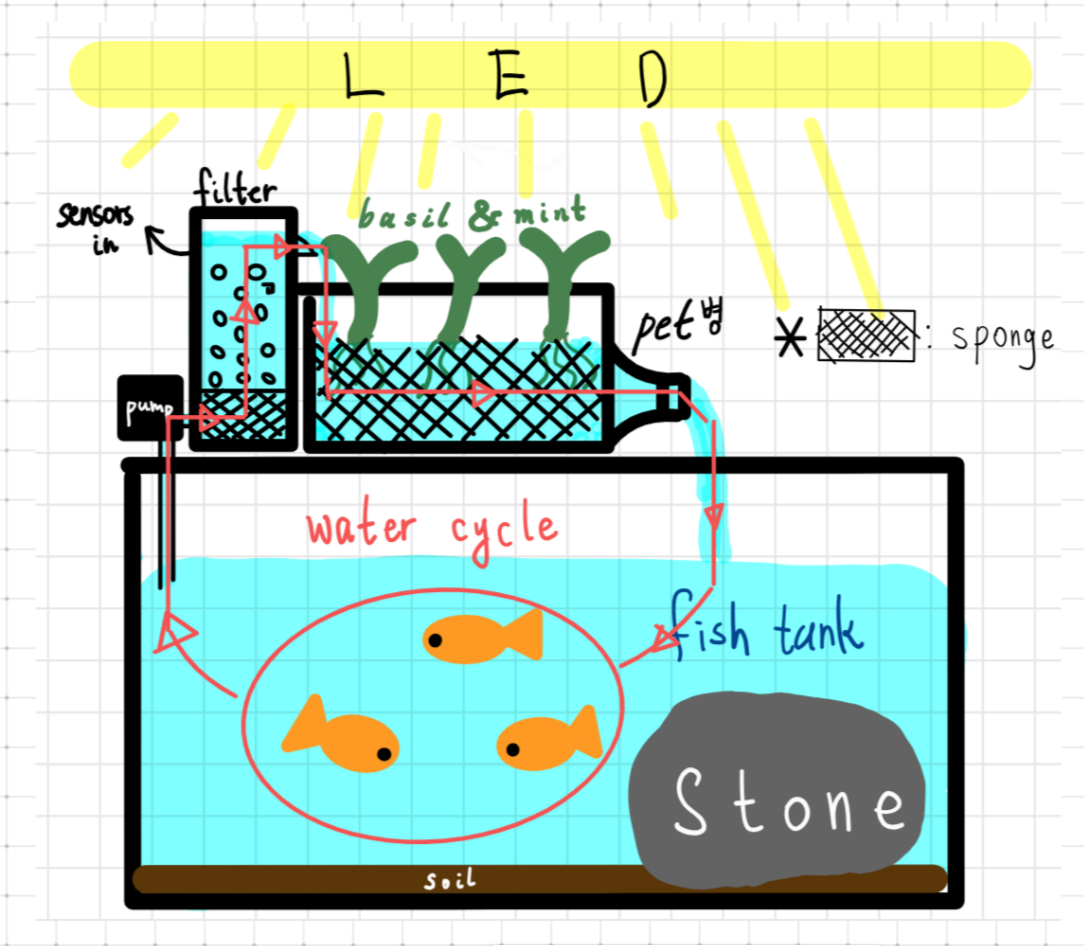 L E D
filter
sensors
in
basil & mint
pet병
: sponge
pump
water cycle
fish tank
Stone
soil